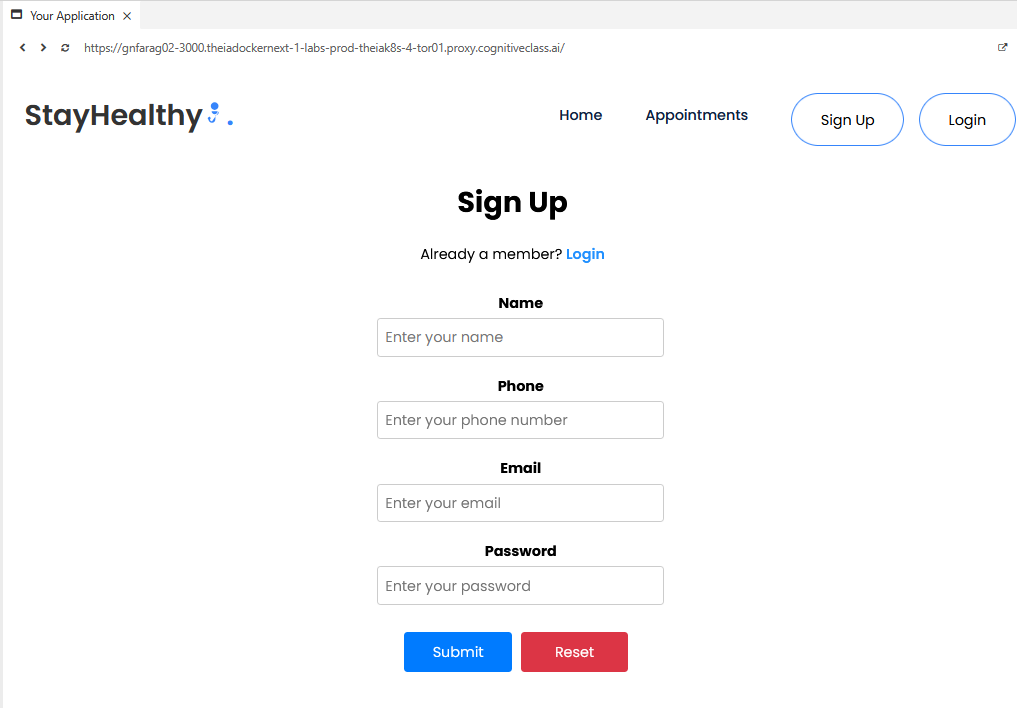 Your Application
https://gnfarag02-3000.theiadockernext-1-labs-prod-theiak8s-4-tor01.proxy.cognitiveclass.ai/
StayHealthy
Home Appointments Sign Up Login
Sign Up
Already a member? Login
Name
Enter your name
Phone
Enter your phone number
Email
Enter your email
Password
Enter your password
Submit Reset